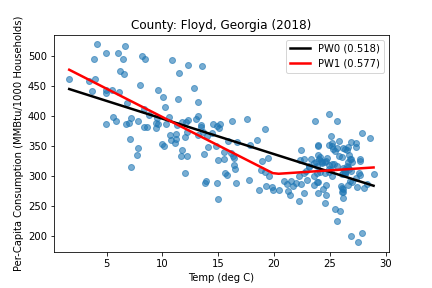 County: Floyd, Georgia (2018)
PW0 (0.518)
PW1 (0.577)
Per-Capita Consumption (MMBtu/1000 Households)
500
450
400
350
300
250
200
5 10 15 20 25 30
Temp (deg C)